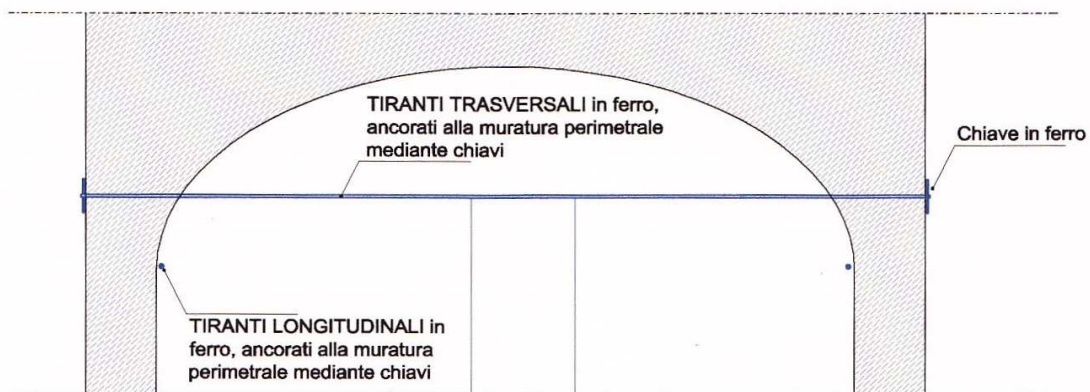 TIRANTI TRASVERSALI in ferro,
ancorati alla muratura perimetrale
mediante chiavi
Chiave in ferro
TIRANTI LONGITUDINALI in
ferro, ancorati alla muratura
perimetrale mediante chiavi